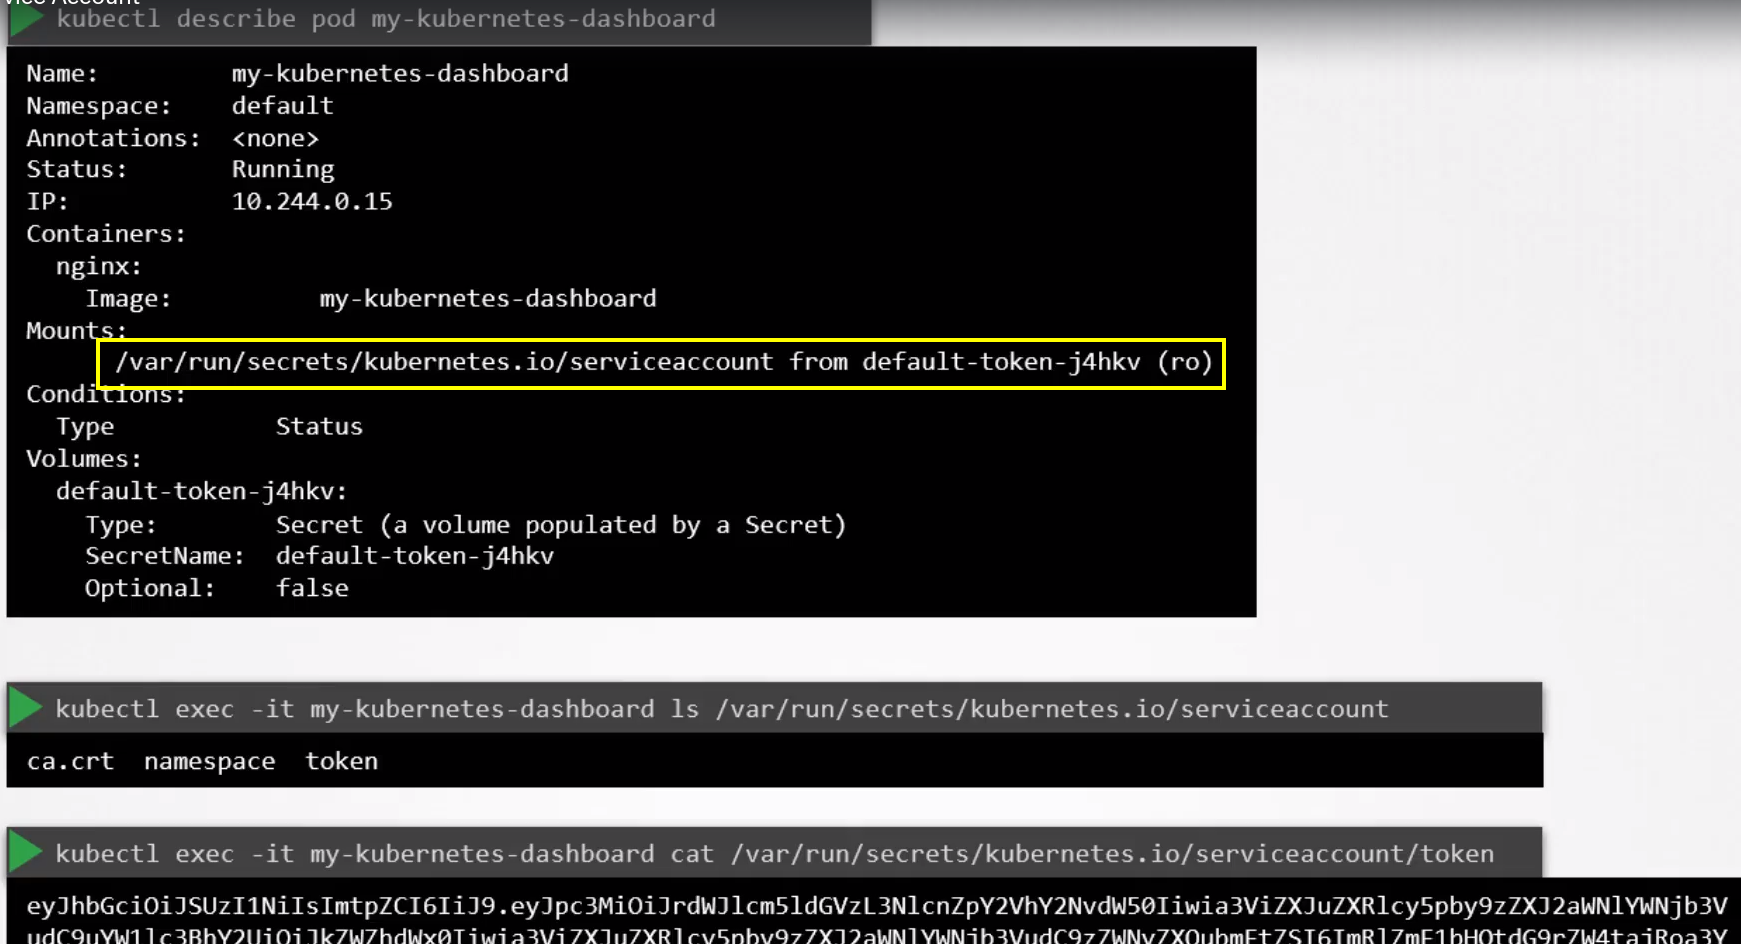 vice Account
kubectl describe pod my-kubernetes-dashboard
Name: my-kubernetes-dashboard
Namespace: default
Annotations: <none>
Status: Running
IP: 10.244.0.15
Containers:
nginx:
Image: my-kubernetes-dashboard
Mounts:
/var/run/secrets/kubernetes.io/serviceaccount from default-token-j4hkv (ro)
Conditions:
Type Status
Volumes:
default-token-j4hkv:
Type: Secret (a volume populated by a Secret)
SecretName: default-token-j4hkv
Optional: false
kubectl exec -it my-kubernetes-dashboard ls /var/run/secrets/kubernetes.io/serviceaccount
ca.crt namespace token
kubectl exec -it my-kubernetes-dashboard cat /var/run/secrets/kubernetes.io/serviceaccount/token
eyJhbGciOiJSUzI1NiIsImtpZCI6IiJ9.eyJpc3MiOiJrdWJlcm5ldGVzL3NlcnZpY2VhY2NvdW50Iiwia3ViZXJuZXRlcy5pby9zZXJ2aWNlYWNjb3V